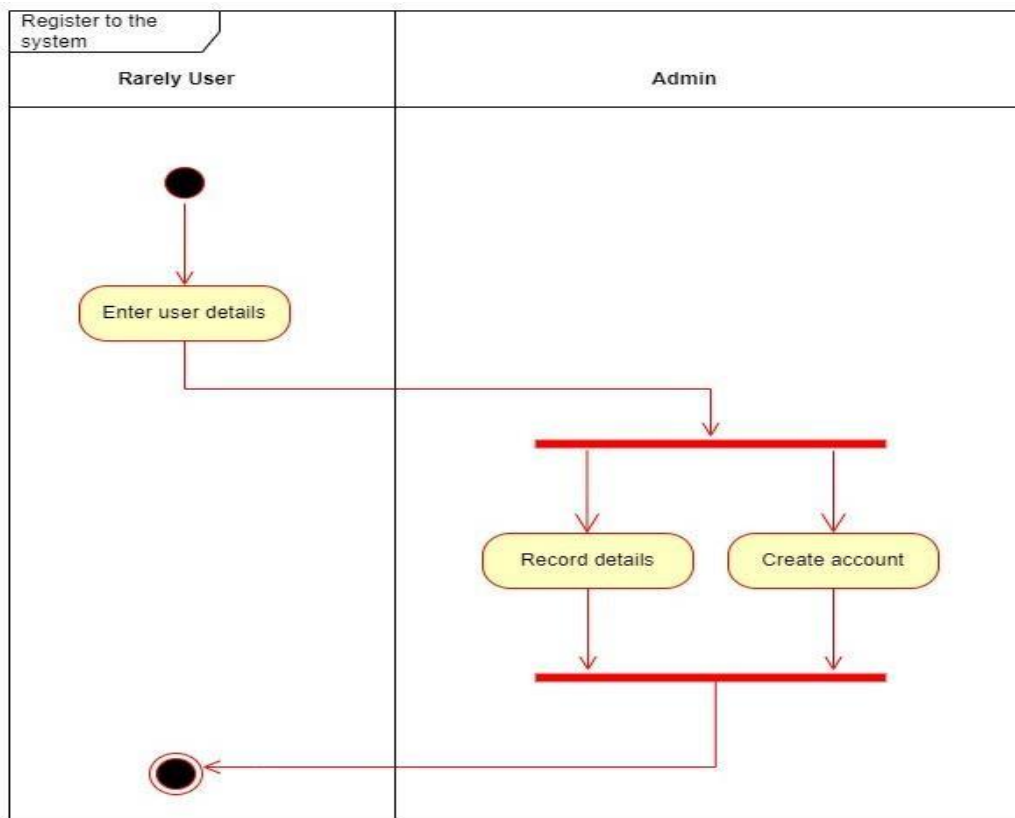 Register to the
system
Rarely User
Admin
Enter user details
Record details
Create account